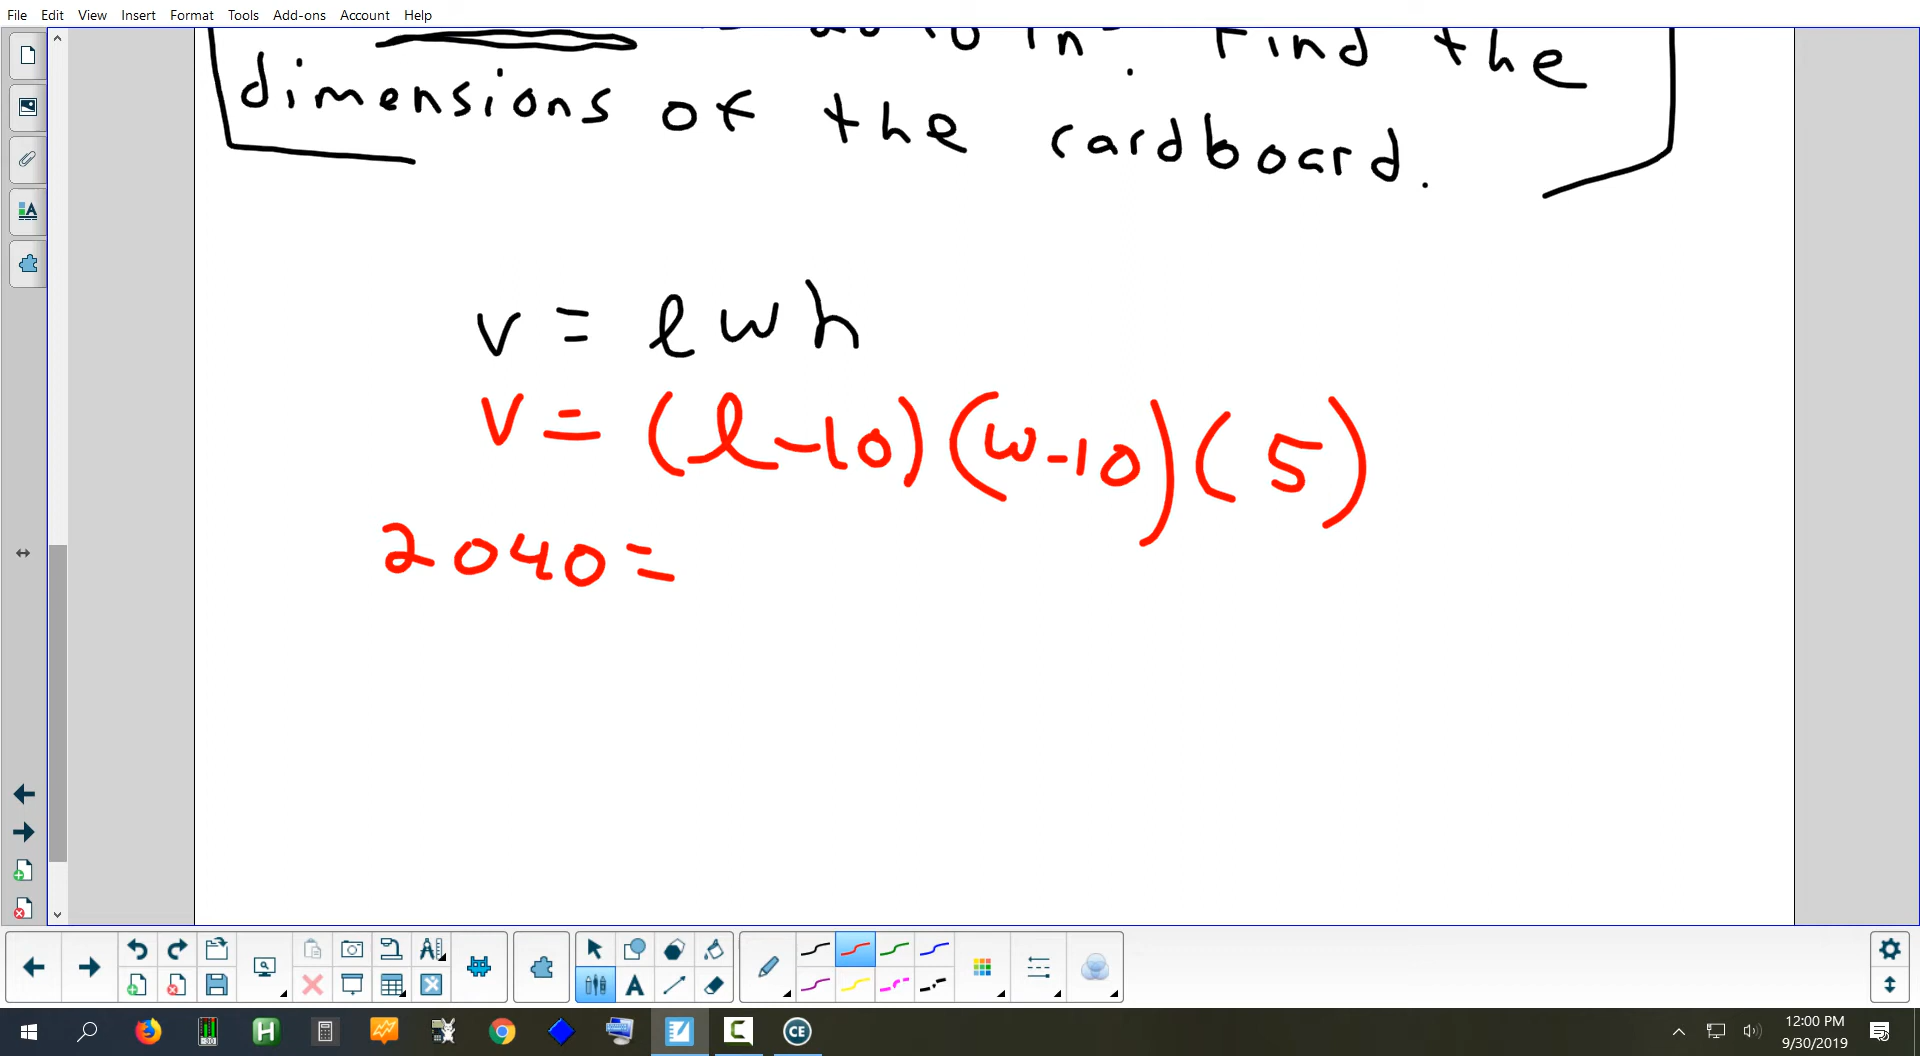 File Edit View Insert Format Tools Add-ons Account Help
in. Find the
dimensions of the cardboard.
v = lwh
V = (l-10)(w-10)(5)
2040=
12:00 PM
9/30/2019